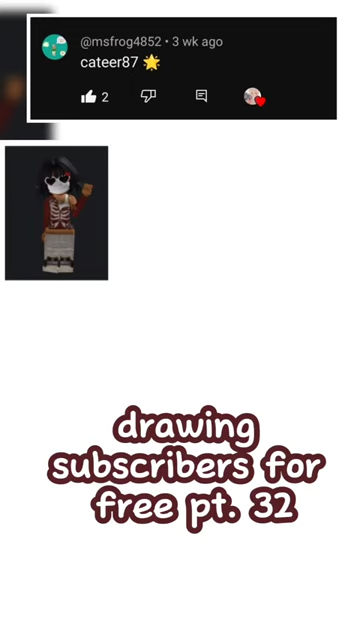 @msfrog4852 • 3 wk ago
cateer87 🌟
2
drawing
subscribers for
free pt. 32